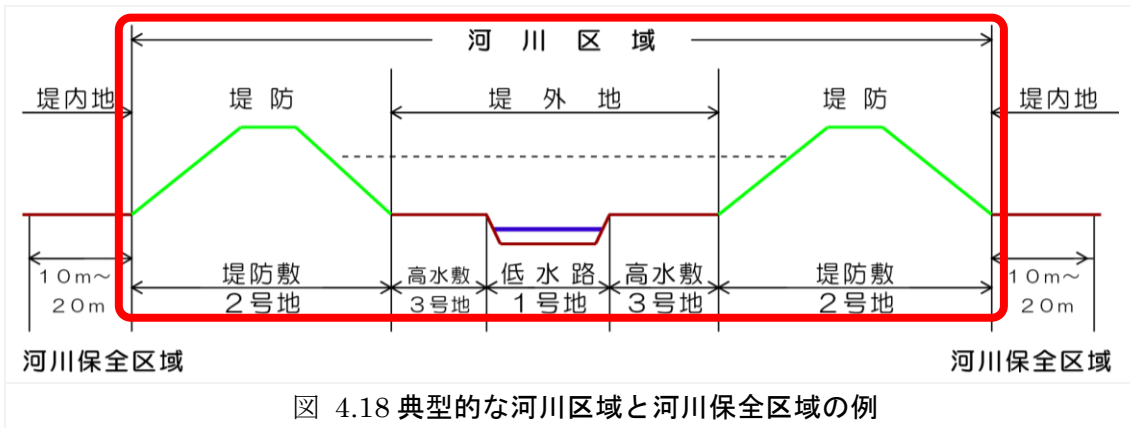 河川区域
堤内地 堤防 堤外地 堤防 堤内地
10m～ 堤防敷 高水敷 低水路 高水敷 堤防敷 10m～
20m 2号地 3号地 1号地 3号地 2号地 20m
河川保全区域 河川保全区域
図 4.18 典型的な河川区域と河川保全区域の例